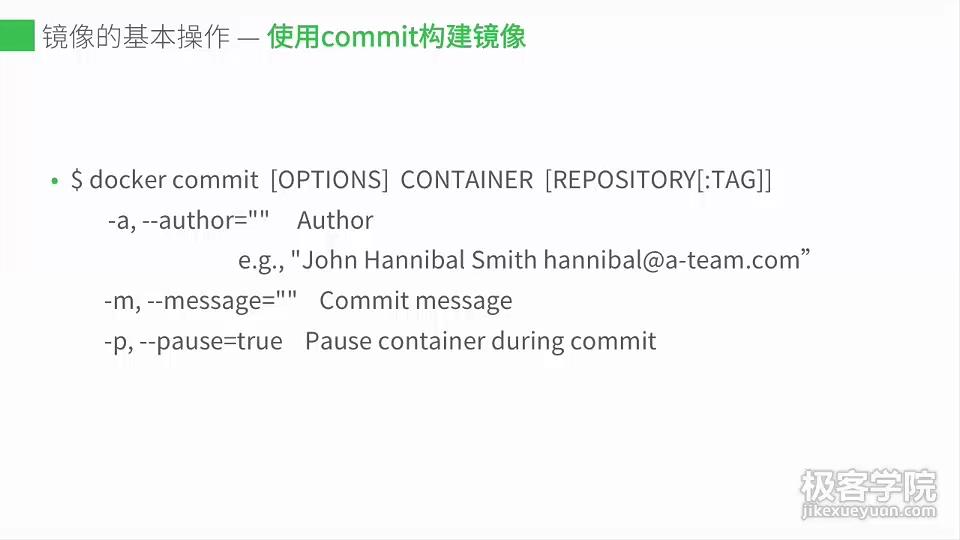 镜像的基本操作 — 使用commit构建镜像
• $ docker commit [OPTIONS] CONTAINER [REPOSITORY[:TAG]]
-a, --author="" Author
e.g., "John Hannibal Smith hannibal@a-team.com”
-m, --message="" Commit message
-p, --pause=true Pause container during commit
极客学院
jikexueyuan.com